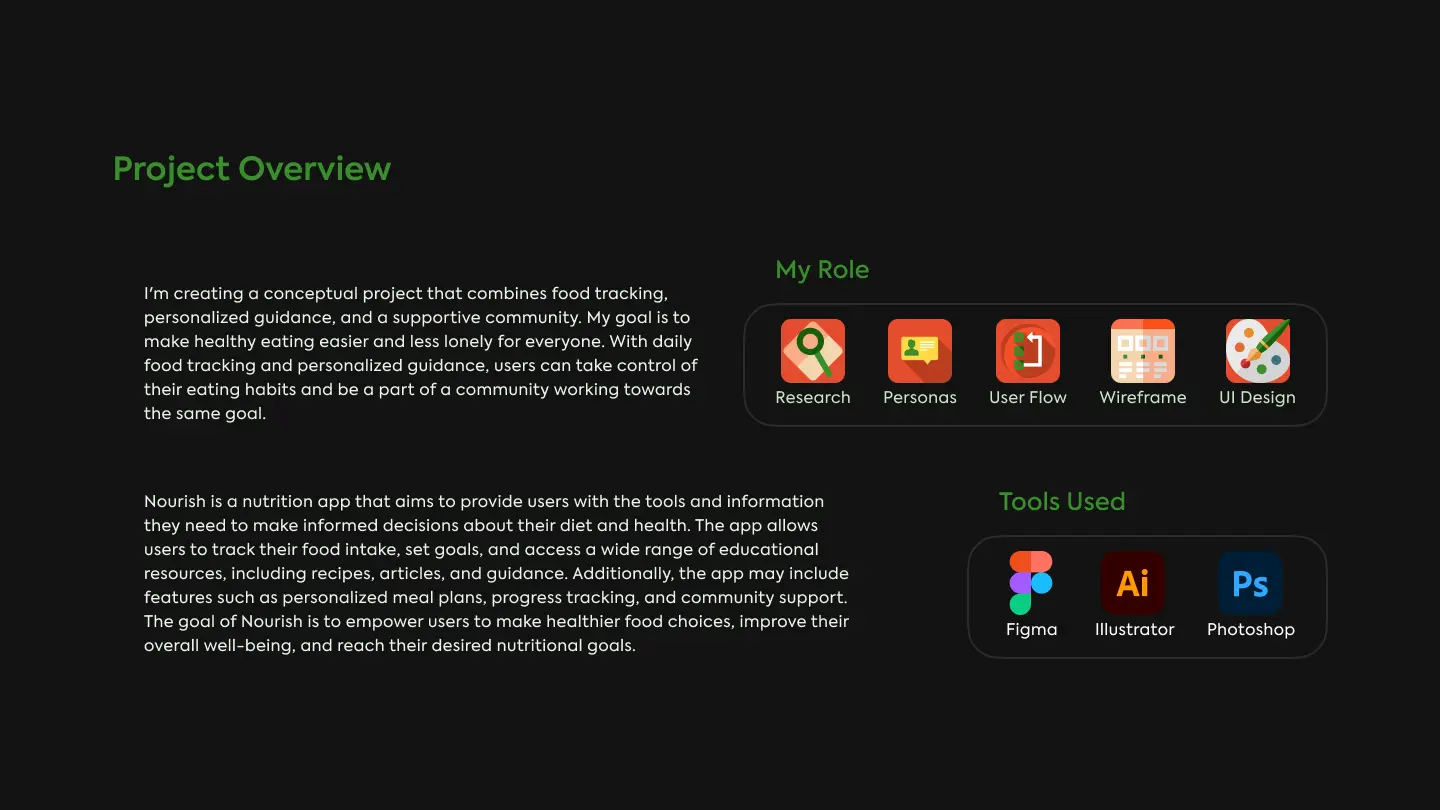 Project Overview
I'm creating a conceptual project that combines food tracking,
personalized guidance, and a supportive community. My goal is to
make healthy eating easier and less lonely for everyone. With daily
food tracking and personalized guidance, users can take control of
their eating habits and be a part of a community working towards
the same goal.
My Role
Research Personas User Flow Wireframe UI Design
Nourish is a nutrition app that aims to provide users with the tools and information
they need to make informed decisions about their diet and health. The app allows
users to track their food intake, set goals, and access a wide range of educational
resources, including recipes, articles, and guidance. Additionally, the app may include
features such as personalized meal plans, progress tracking, and community support.
The goal of Nourish is to empower users to make healthier food choices, improve their
overall well-being, and reach their desired nutritional goals.
Tools Used
Ai Ps
Figma Illustrator Photoshop